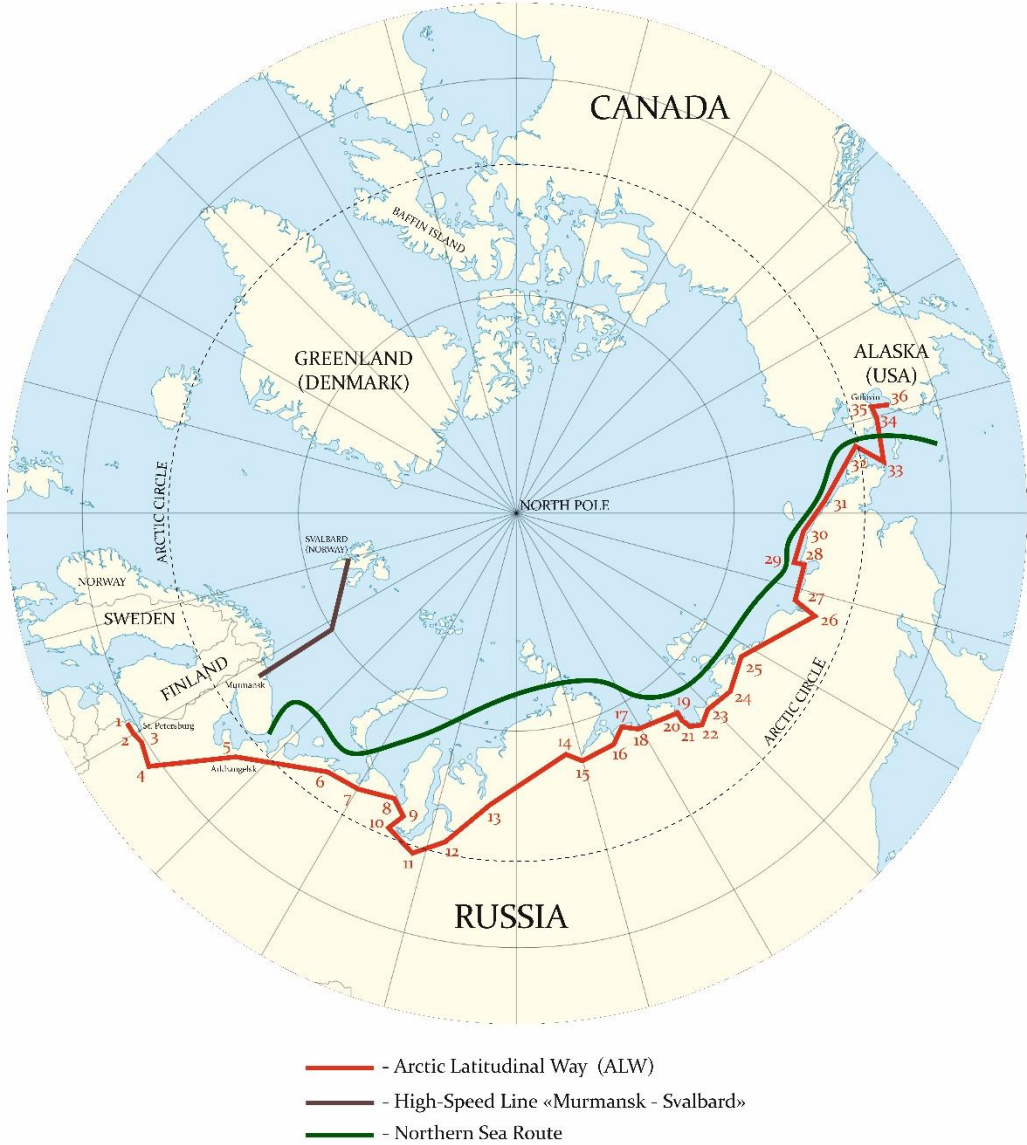 CANADA
BAFFIN ISLAND
GREENLAND
(DENMARK)
ALASKA
(USA)
Golovin
36
35
34
33
32
ARCTIC CIRCLE
NORTH POLE
31
30
SVALBARD
(NORWAY)
29
28
NORWAY
27
SWEDEN
26
FINLAND
25
ARCTIC CIRCLE
Murmansk
24
19
1
St. Petersburg
17
23
2
3
20
21
22
18
5
14
16
4
Arkhangelsk
15
6
7
8
13
9
10
12
11
RUSSIA
- Arctic Latitudinal Way (ALW)
- High-Speed Line «Murmansk - Svalbard»
- Northern Sea Route